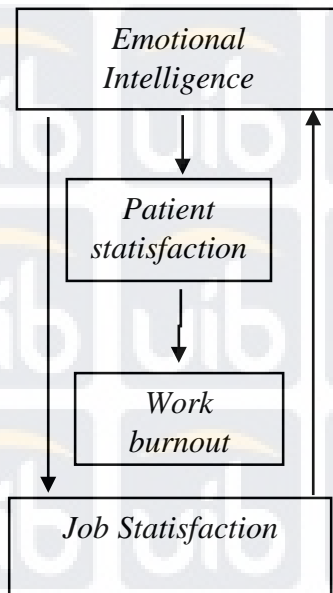 Emotional
Intelligence
Patient
statisfaction
Work
burnout
Job Statisfaction